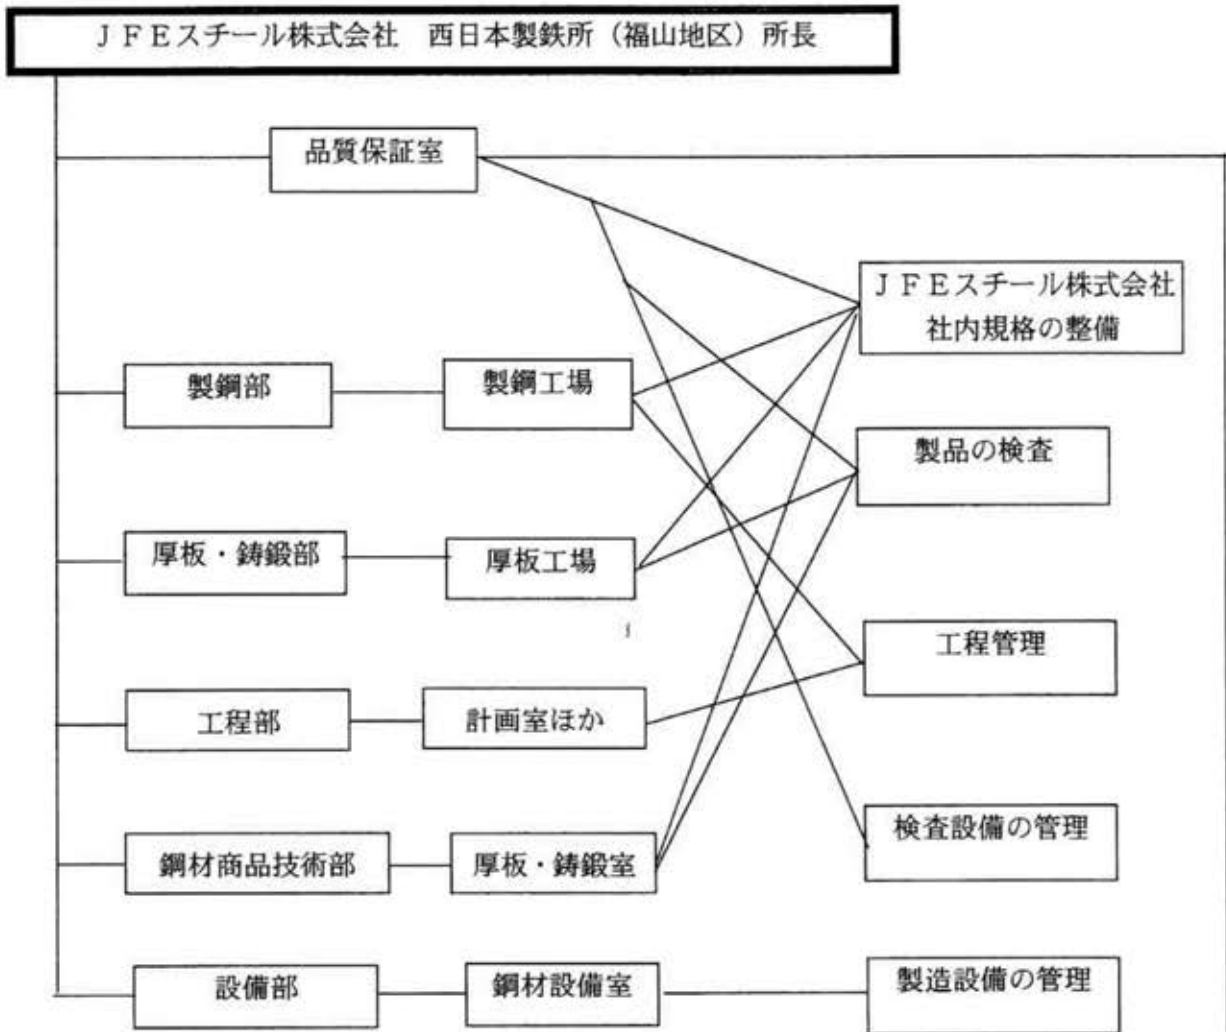 ＪＦＥスチール株式会社　西日本製鉄所（福山地区）所長
品質保証室
ＪＦＥスチール株式会社
社内規格の整備
製鋼部
製鋼工場
製品の検査
厚板・鋳鍛部
厚板工場
工程管理
工程部
計画室ほか
検査設備の管理
鋼材商品技術部
厚板・鋳鍛室
設備部
鋼材設備室
製造設備の管理